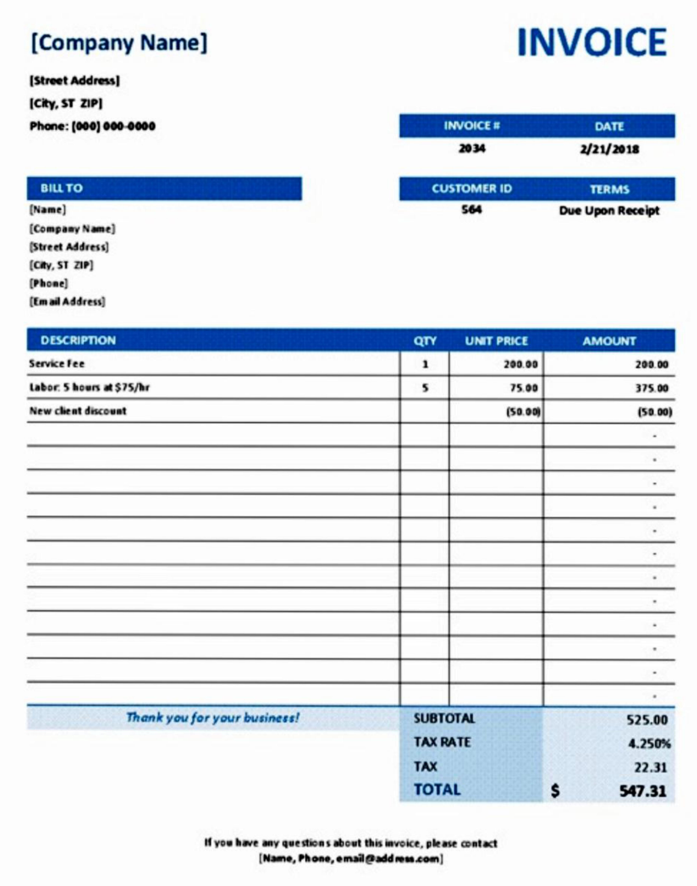 [Company Name] INVOICE
[Street Address]
[City, ST ZIP]
Phone: (000) 000-0000
INVOICE # DATE
2034 2/21/2018
BILL TO CUSTOMER ID TERMS
[Name] 564 Due Upon Receipt
[Company Name]
[Street Address]
[City, ST ZIP]
[Phone]
[Email Address]
DESCRIPTION QTY UNIT PRICE AMOUNT
Service Fee 1 200.00 200.00
Labor: 5 hours at $75/hr 5 75.00 375.00
New client discount (50.00) (50.00)
-
-
-
-
-
-
-
-
-
-
-
-
Thank you for your business! SUBTOTAL 525.00
TAX RATE 4.250%
TAX 22.31
TOTAL $ 547.31
If you have any questions about this invoice, please contact
[Name, Phone, email@address.com]